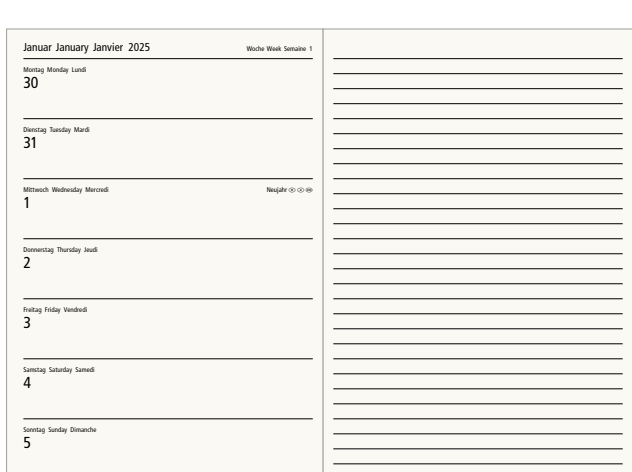 Januar January Janvier 2025 Woche Week Semaine 1
Montag Monday Lundi
30
Dienstag Tuesday Mardi
31
Mittwoch Wednesday Mercredi Neujahr
1
Donnerstag Thursday Jeudi
2
Freitag Friday Vendredi
3
Samstag Saturday Samedi
4
Sonntag Sunday Dimanche
5